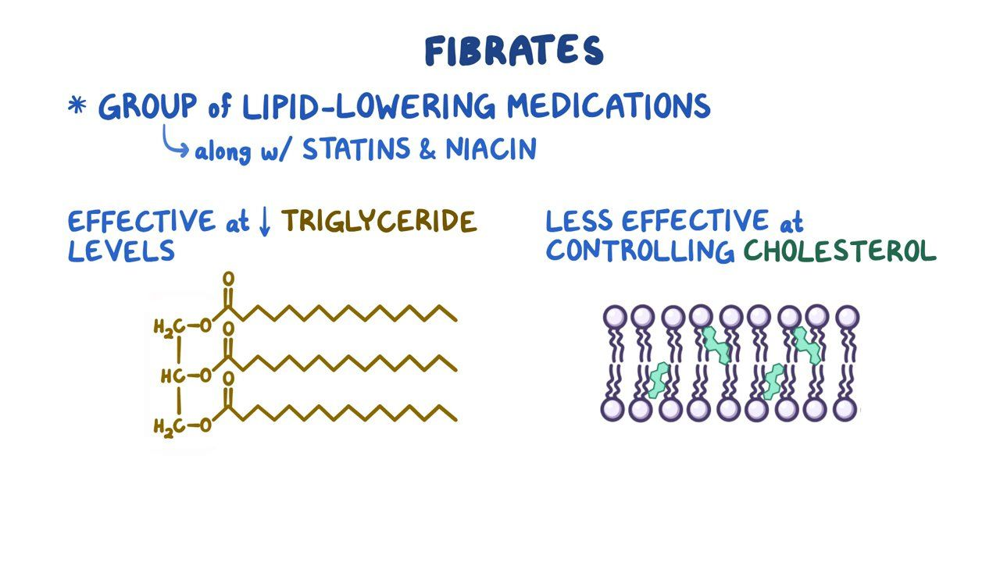 FIBRATES
* GROUP of LIPID-LOWERING MEDICATIONS
along w/ STATINS & NIACIN
EFFECTIVE at ↓ TRIGLYCERIDE
LEVELS
LESS EFFECTIVE at
CONTROLLING CHOLESTEROL
O
H₂C-O
O
HC-O
O
H₂C-O